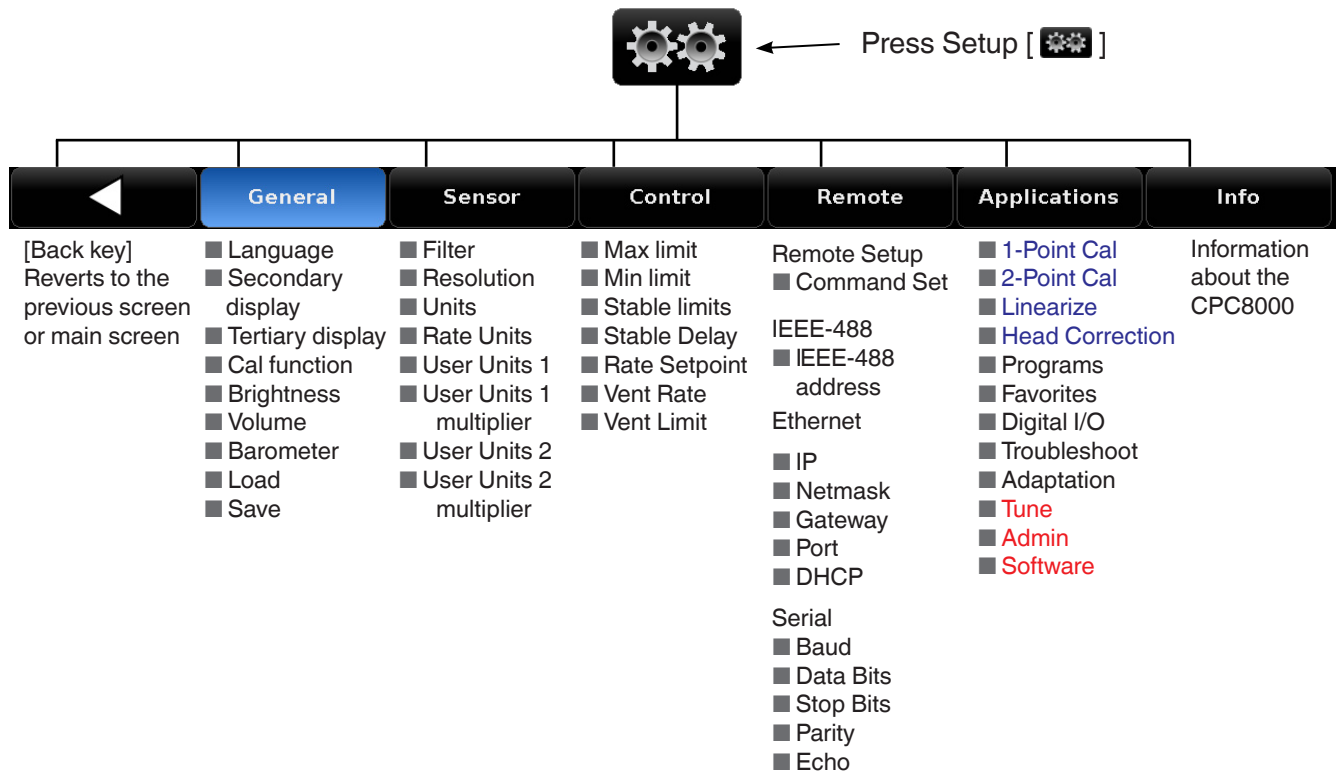 Press Setup [ ]
General
Sensor
Control
Remote
Applications
Info
[Back key]
Reverts to the
previous screen
or main screen
Language
Secondary
display
Tertiary display
Cal function
Brightness
Volume
Barometer
Load
Save
Filter
Resolution
Units
Rate Units
User Units 1
User Units 1
multiplier
User Units 2
User Units 2
multiplier
Max limit
Min limit
Stable limits
Stable Delay
Rate Setpoint
Vent Rate
Vent Limit
Remote Setup
Command Set
IEEE-488
IEEE-488
address
Ethernet
IP
Netmask
Gateway
Port
DHCP
Serial
Baud
Data Bits
Stop Bits
Parity
Echo
1-Point Cal
2-Point Cal
Linearize
Head Correction
Programs
Favorites
Digital I/O
Troubleshoot
Adaptation
Tune
Admin
Software
Information
about the
CPC8000